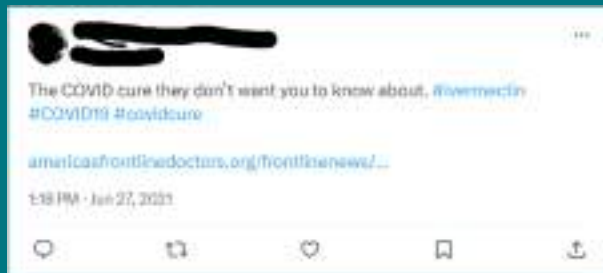 The COVID cure they don't want you to know about. #ivermectin
#COVID19 #covidcure
americasfrontlinedoctors.org/frontlinenews/...
1:18 PM · Jun 27, 2021